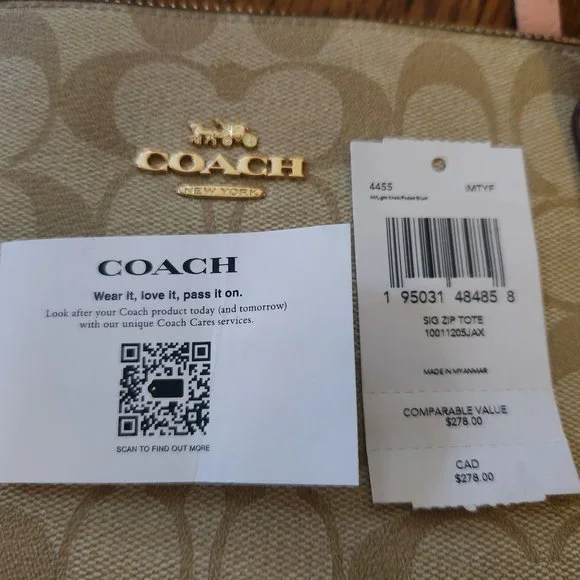 COACH
NEW YORK
COACH
Wear it, love it, pass it on.
Look after your Coach product today (and tomorrow)
with our unique Coach Cares services.
SCAN TO FIND OUT MORE
4455 IMTYF
1 95031 48485 8
SIG ZIP TOTE
10011205JAX
MADE IN MYANMAR
COMPARABLE VALUE
$278.00
CAD
$278.00